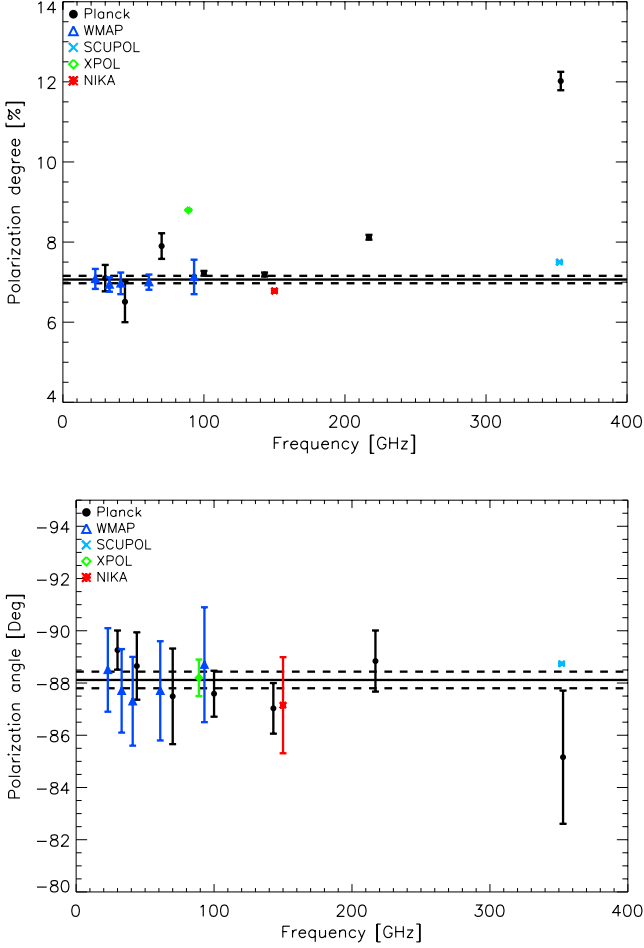 14
Planck
WMAP
SCUPOL
XPOL
NIKA
12
10
8
6
4
Polarization degree [%]
0 100 200 300 400
Frequency [GHz]
-94
Planck
WMAP
SCUPOL
XPOL
NIKA
-92
-90
-88
-86
-84
-82
-80
Polarization angle [Deg]
0 100 200 300 400
Frequency [GHz]